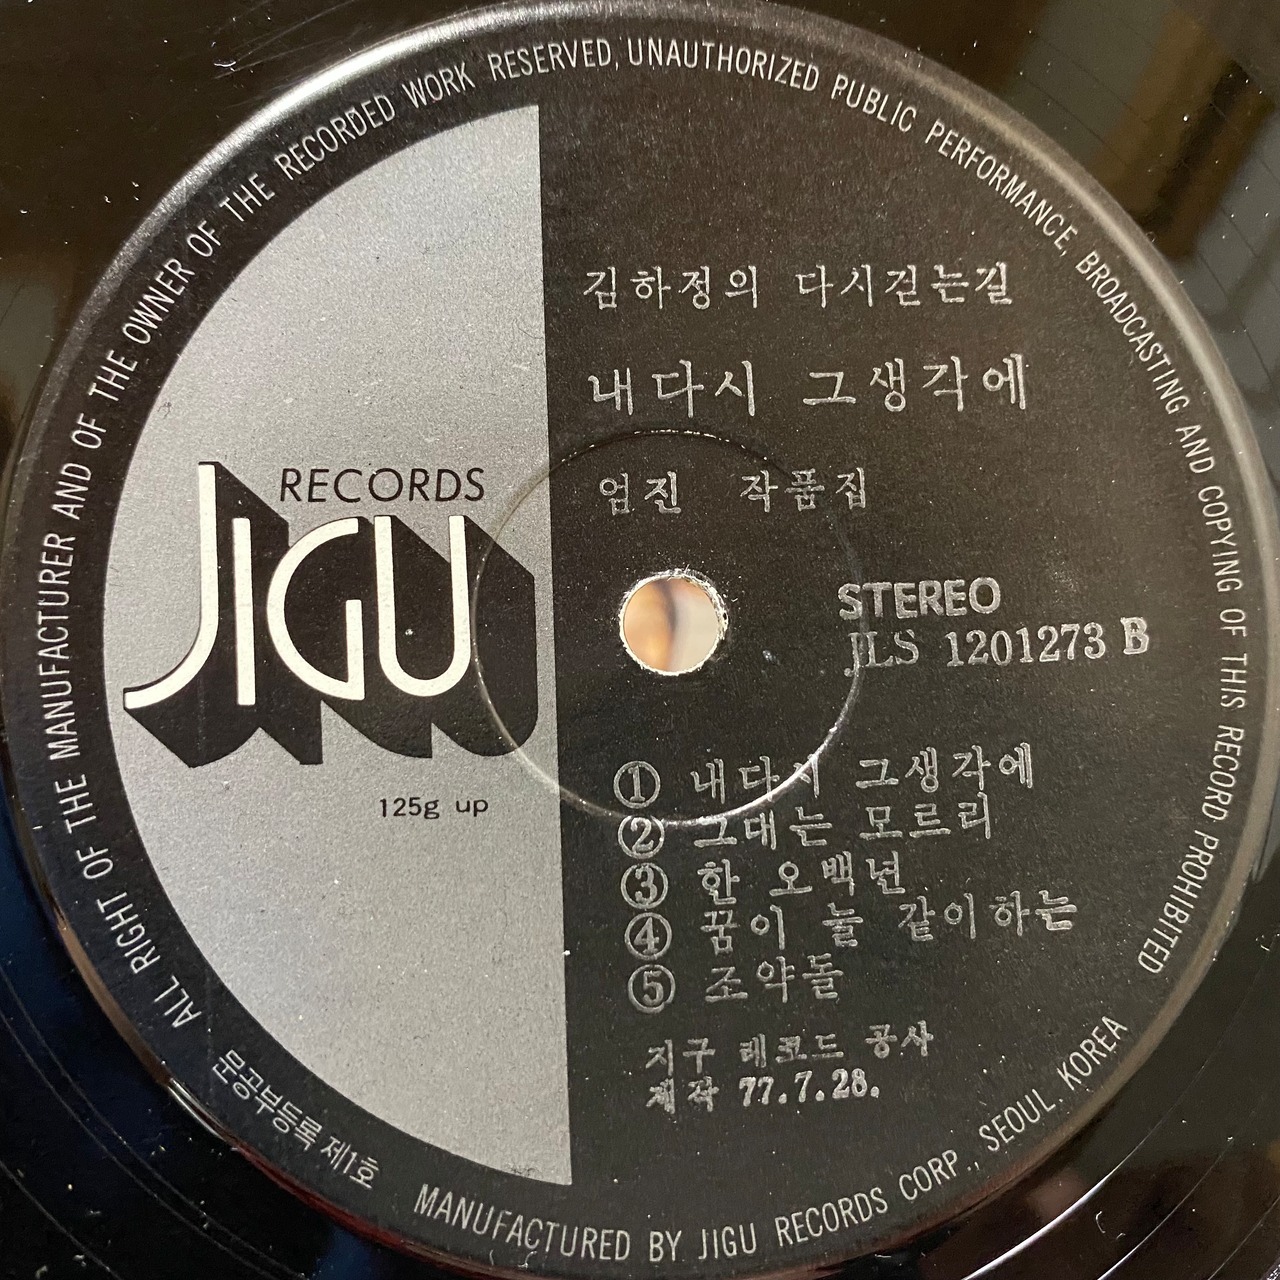 ALL RIGHT OF THE MANUFACTURER AND OF THE OWNER OF THE RECORDED WORK RESERVED, UNAUTHORIZED PUBLIC PERFORMANCE, BROADCASTING AND COPYING OF THIS RECORD PROHIBITED
김하정의 다시걷는길
내다시 그생각에
엄진 작품집
RECORDS
JIGU
125g up
STEREO
JLS 1201273 B
① 내다시 그생각에
② 그대는 모르리
③ 한 오백년
④ 꿈이 늘 같이하는
⑤ 조약돌
지구 레코드 공사
제작 77.7.28.
문공부등록 제1호
MANUFACTURED BY JIGU RECORDS CORP., SEOUL. KOREA